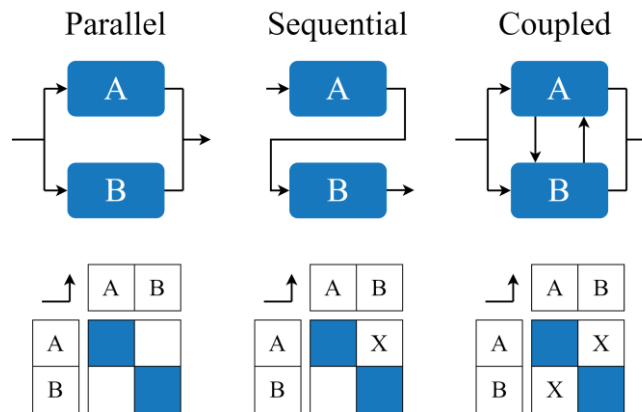 Parallel Sequential Coupled
A A A
B B B
A B A B A B
A A X A X
B B B X